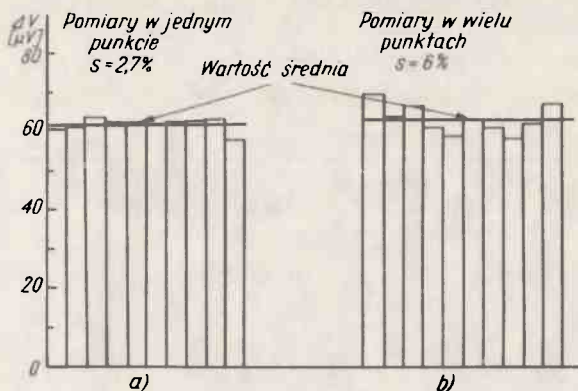 ΔV
[μV]
80
60
40
20
0
Pomiary w jednym
punkcie
s=2,7%
Wartość średnia
Pomiary w wielu
punktach
s=6%
a)
b)